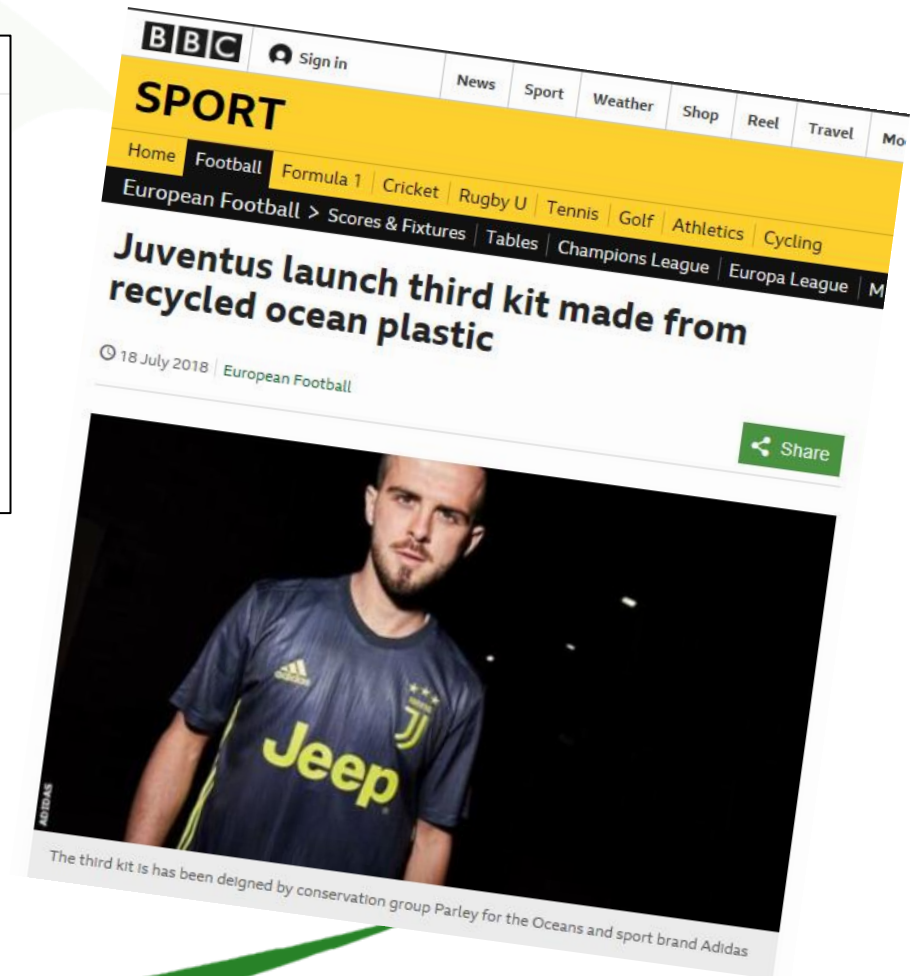 BBC Sign in News Sport Weather Shop Reel Travel Mo
SPORT
Home Football Formula 1 Cricket Rugby U Tennis Golf Athletics Cycling
European Football > Scores & Fixtures Tables Champions League Europa League M
Juventus launch third kit made from
recycled ocean plastic
18 July 2018 European Football
Share
adidas
Jeep
ADIDAS
The third kit is has been deigned by conservation group Parley for the Oceans and sport brand Adidas